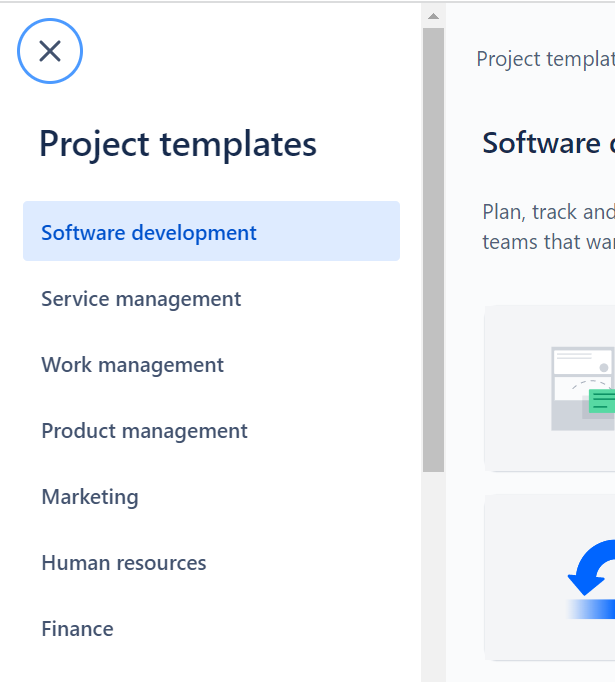 Project templates
Software development
Service management
Work management
Product management
Marketing
Human resources
Finance
Project templat
Software
Plan, track and
teams that